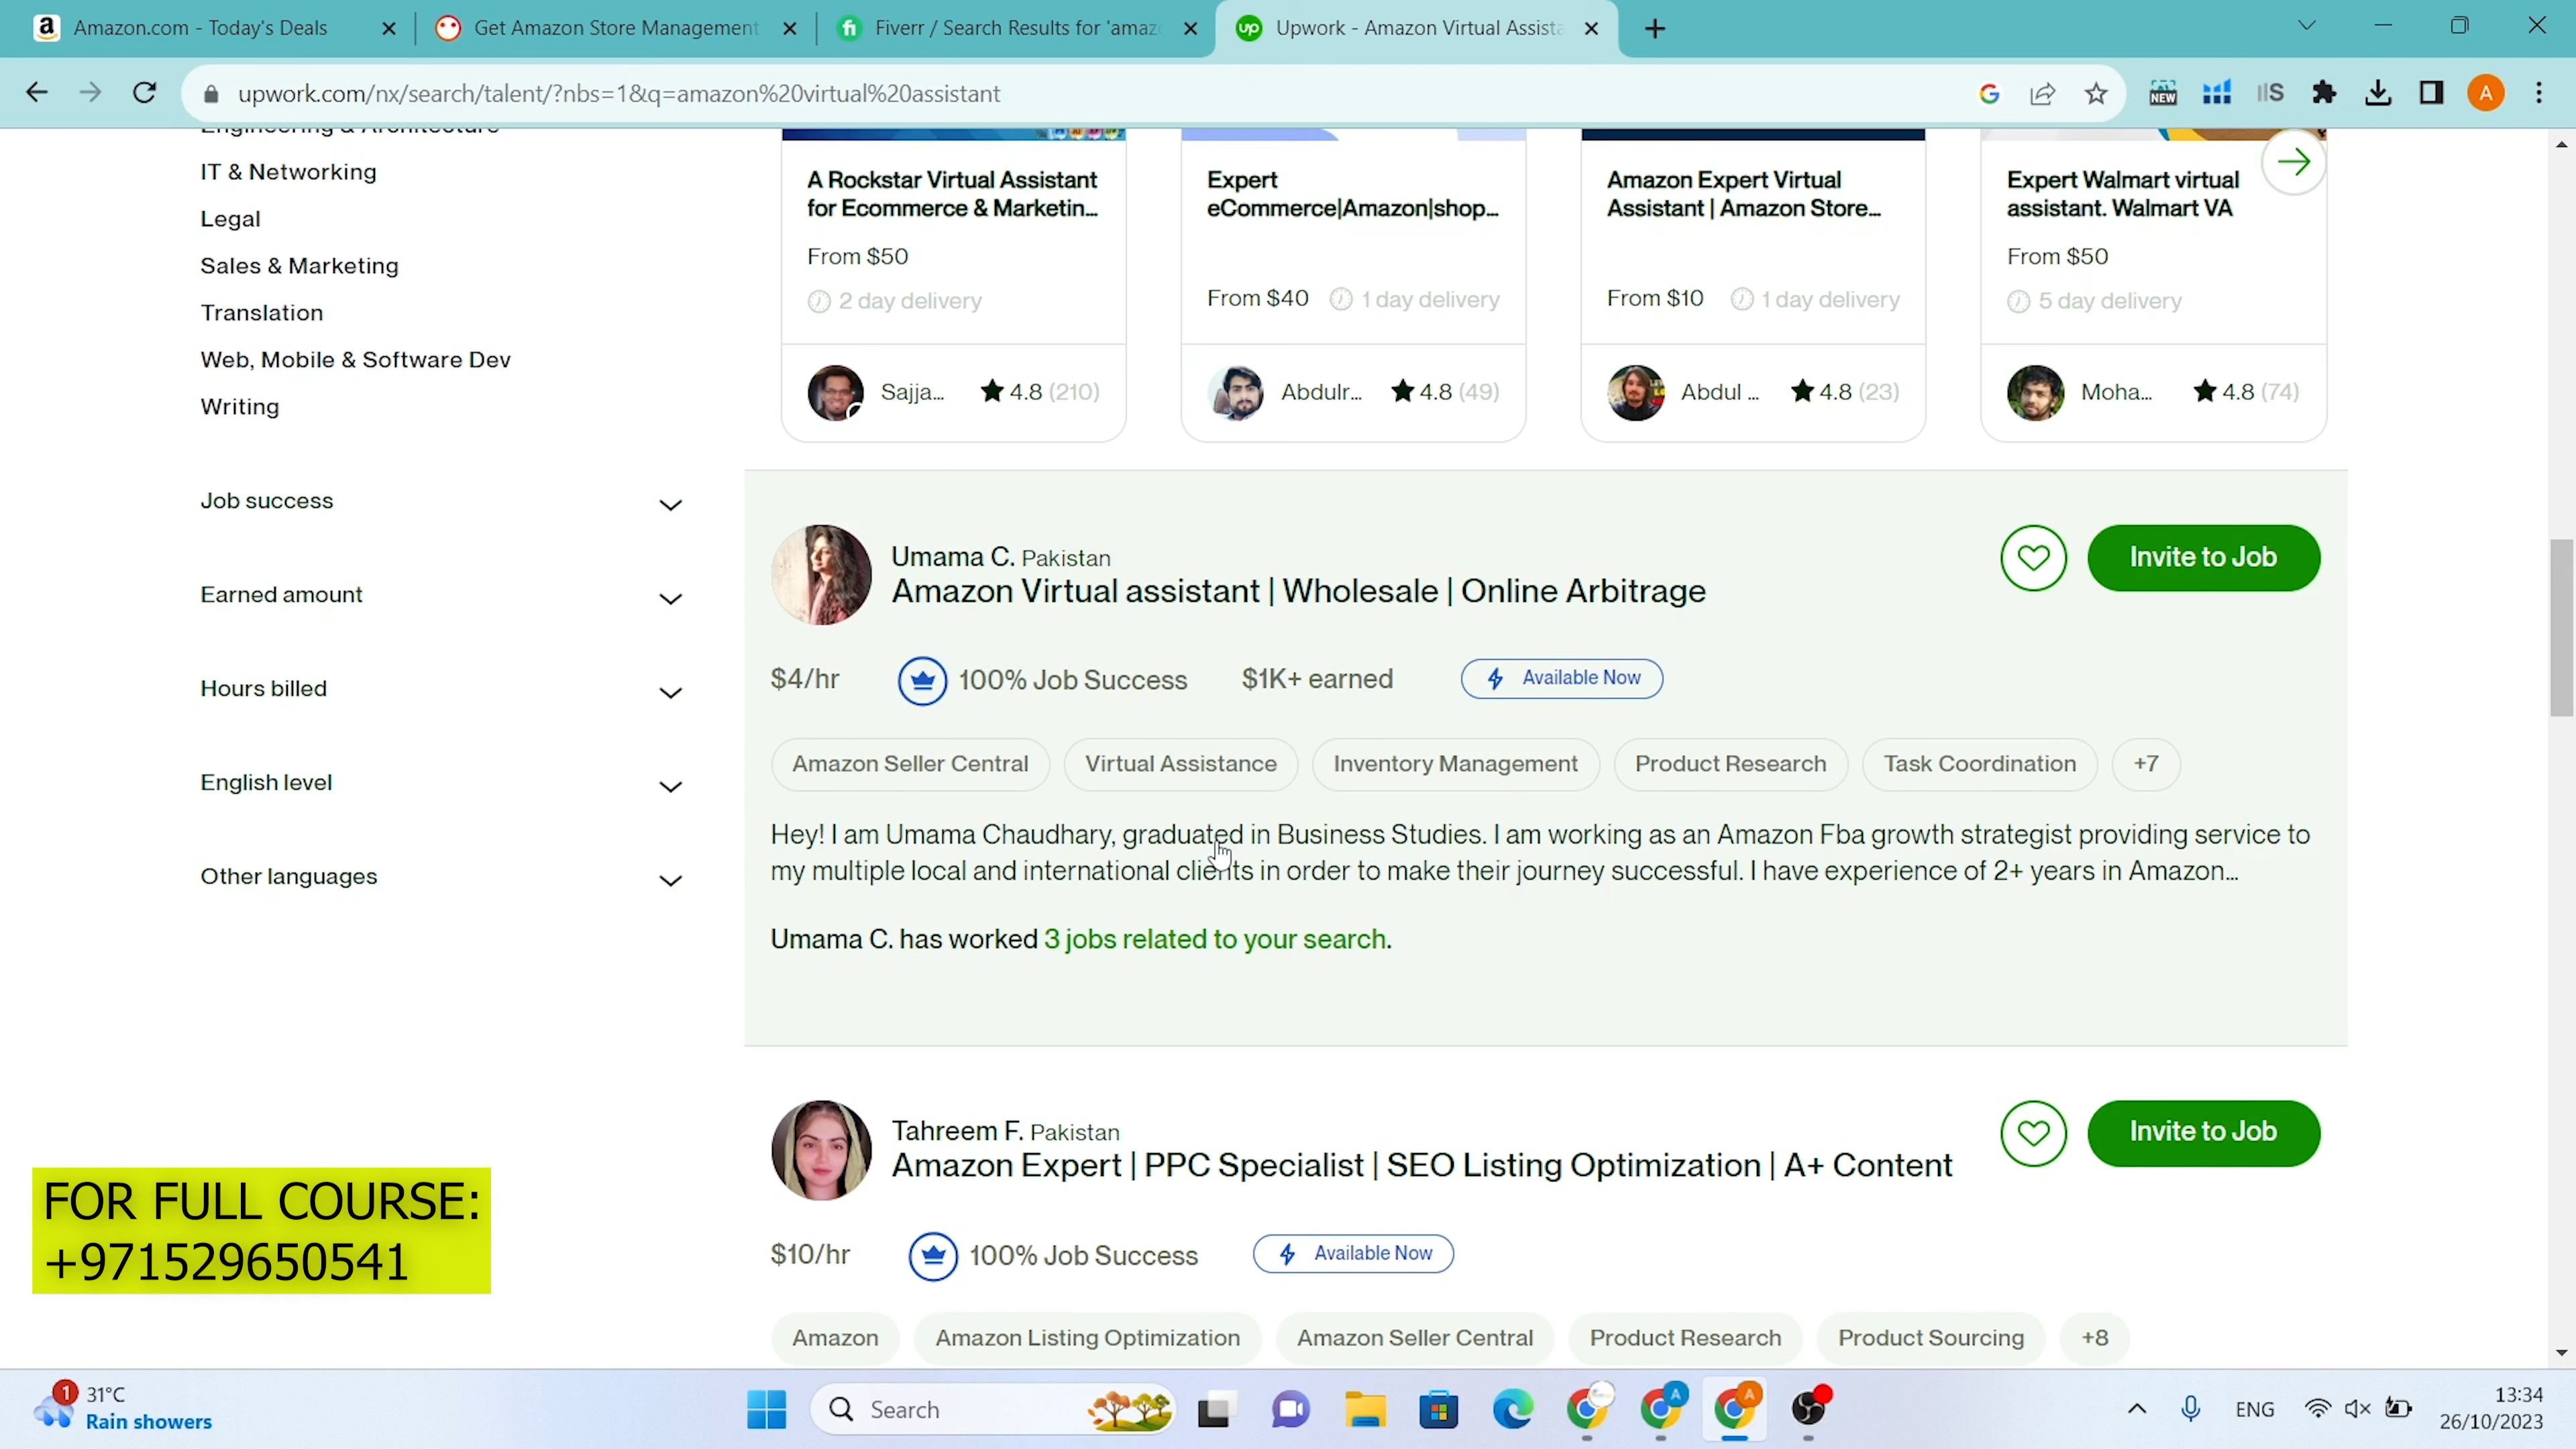 Amazon.com - Today's Deals
Get Amazon Store Management
Fiverr / Search Results for 'amaz
Upwork - Amazon Virtual Assista
upwork.com/nx/search/talent/?nbs=1&q=amazon%20virtual%20assistant
Engineering & Architecture
IT & Networking
Legal
Sales & Marketing
Translation
Web, Mobile & Software Dev
Writing
Job success
Earned amount
Hours billed
English level
Other languages
A Rockstar Virtual Assistant
for Ecommerce & Marketin...
From $50
2 day delivery
Sajja... 4.8 (210)
Expert
eCommerce|Amazon|shop...
From $40 1 day delivery
Abdulr... 4.8 (49)
Amazon Expert Virtual
Assistant | Amazon Store...
From $10 1 day delivery
Abdul ... 4.8 (23)
Expert Walmart virtual
assistant. Walmart VA
From $50
5 day delivery
Moha... 4.8 (74)
Umama C. Pakistan
Amazon Virtual assistant | Wholesale | Online Arbitrage
Invite to Job
$4/hr 100% Job Success $1K+ earned Available Now
Amazon Seller Central Virtual Assistance Inventory Management Product Research Task Coordination +7
Hey! I am Umama Chaudhary, graduated in Business Studies. I am working as an Amazon Fba growth strategist providing service to
my multiple local and international clients in order to make their journey successful. I have experience of 2+ years in Amazon...
Umama C. has worked 3 jobs related to your search.
Tahreem F. Pakistan
Amazon Expert | PPC Specialist | SEO Listing Optimization | A+ Content
Invite to Job
$10/hr 100% Job Success Available Now
Amazon Amazon Listing Optimization Amazon Seller Central Product Research Product Sourcing +8
FOR FULL COURSE:
+971529650541
1 31°C
Rain showers
Search
ENG
13:34
26/10/2023